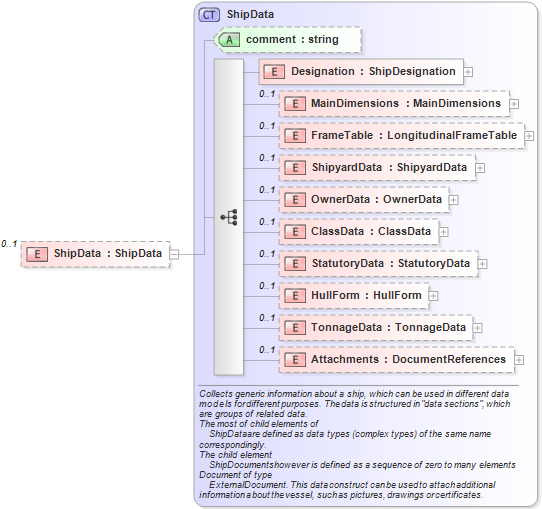 CT ShipData
A comment : string
E Designation : ShipDesignation
0..1
E MainDimensions : MainDimensions
0..1
E FrameTable : LongitudinalFrameTable
0..1
E ShipyardData : ShipyardData
0..1
E OwnerData : OwnerData
0..1
E ClassData : ClassData
0..1
E ShipData : ShipData
0..1
E StatutoryData : StatutoryData
0..1
E HullForm : HullForm
0..1
E TonnageData : TonnageData
0..1
E Attachments : DocumentReferences
Collects generic information about a ship, which can be used in different data
models for different purposes. The data is structured in "data sections", which
are groups of related data.
The most of child elements of
ShipDataare defined as data types (complex types) of the same name
correspondingly.
The child element
ShipDocumentshowever is defined as a sequence of zero to many elements
Document of type
ExternalDocument. This data construct can be used to attach additional
information about the vessel, such as pictures, drawings or certificates.